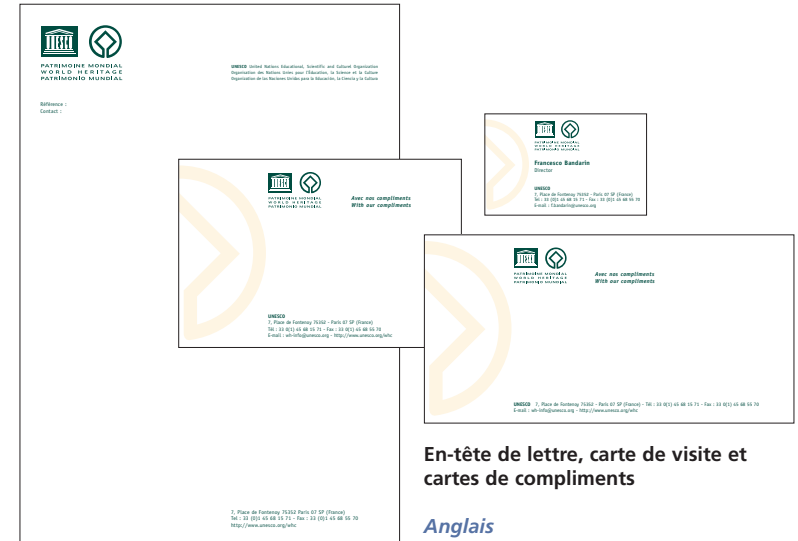 PATRIMOINE MONDIAL
WORLD HERITAGE
PATRIMONIO MUNDIAL
UNESCO United Nations Educational, Scientific and Cultural Organization
Organisation des Nations Unies pour l'Éducation, la Science et la Culture
Organización de las Naciones Unidas para la Educación, la Ciencia y la Cultura
Référence :
Contact :
PATRIMOINE MONDIAL
WORLD HERITAGE
PATRIMONIO MUNDIAL
Avec nos compliments
With our compliments
UNESCO
7, Place de Fontenoy 75352 - Paris 07 SP (France)
Tél : 33 0(1) 45 68 15 71 - Fax : 33 0(1) 45 68 55 70
E-mail : wh-info@unesco.org - http://www.unesco.org/whc
PATRIMOINE MONDIAL
WORLD HERITAGE
PATRIMONIO MUNDIAL
Francesco Bandarin
Director
UNESCO
7, Place de Fontenoy 75352 - Paris 07 SP (France)
Tél : 33 (0)1 45 68 15 71 - Fax : 33 (0)1 45 68 55 70
E-mail : f.bandarin@unesco.org
PATRIMOINE MONDIAL
WORLD HERITAGE
PATRIMONIO MUNDIAL
Avec nos compliments
With our compliments
UNESCO 7, Place de Fontenoy 75352 - Paris 07 SP (France) - Tél : 33 0(1) 45 68 15 71 - Fax : 33 0(1) 45 68 55 70
E-mail : wh-info@unesco.org - http://www.unesco.org/whc
7, Place de Fontenoy 75352 Paris 07 SP (France)
Tel : 33 (0)1 45 68 15 71 - Fax : 33 (0)1 45 68 55 70
http://www.unesco.org/whc
En-tête de lettre, carte de visite et
cartes de compliments
Anglais